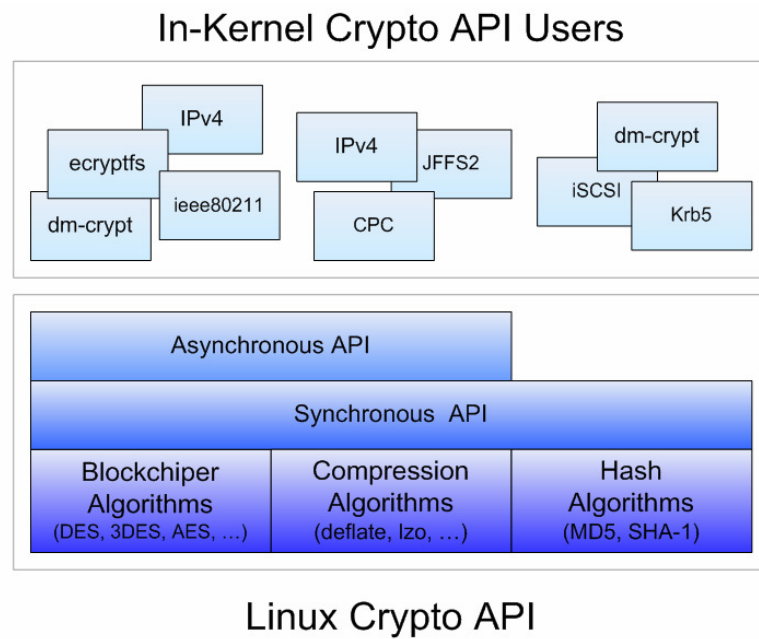 In-Kernel Crypto API Users
IPv4
ecryptfs
ieee80211
dm-crypt
IPv4
JFFS2
CPC
dm-crypt
iSCSI
Krb5
Asynchronous API
Synchronous API
Blockchiper
Algorithms
(DES, 3DES, AES, …)
Compression
Algorithms
(deflate, lzo, …)
Hash
Algorithms
(MD5, SHA-1)
Linux Crypto API